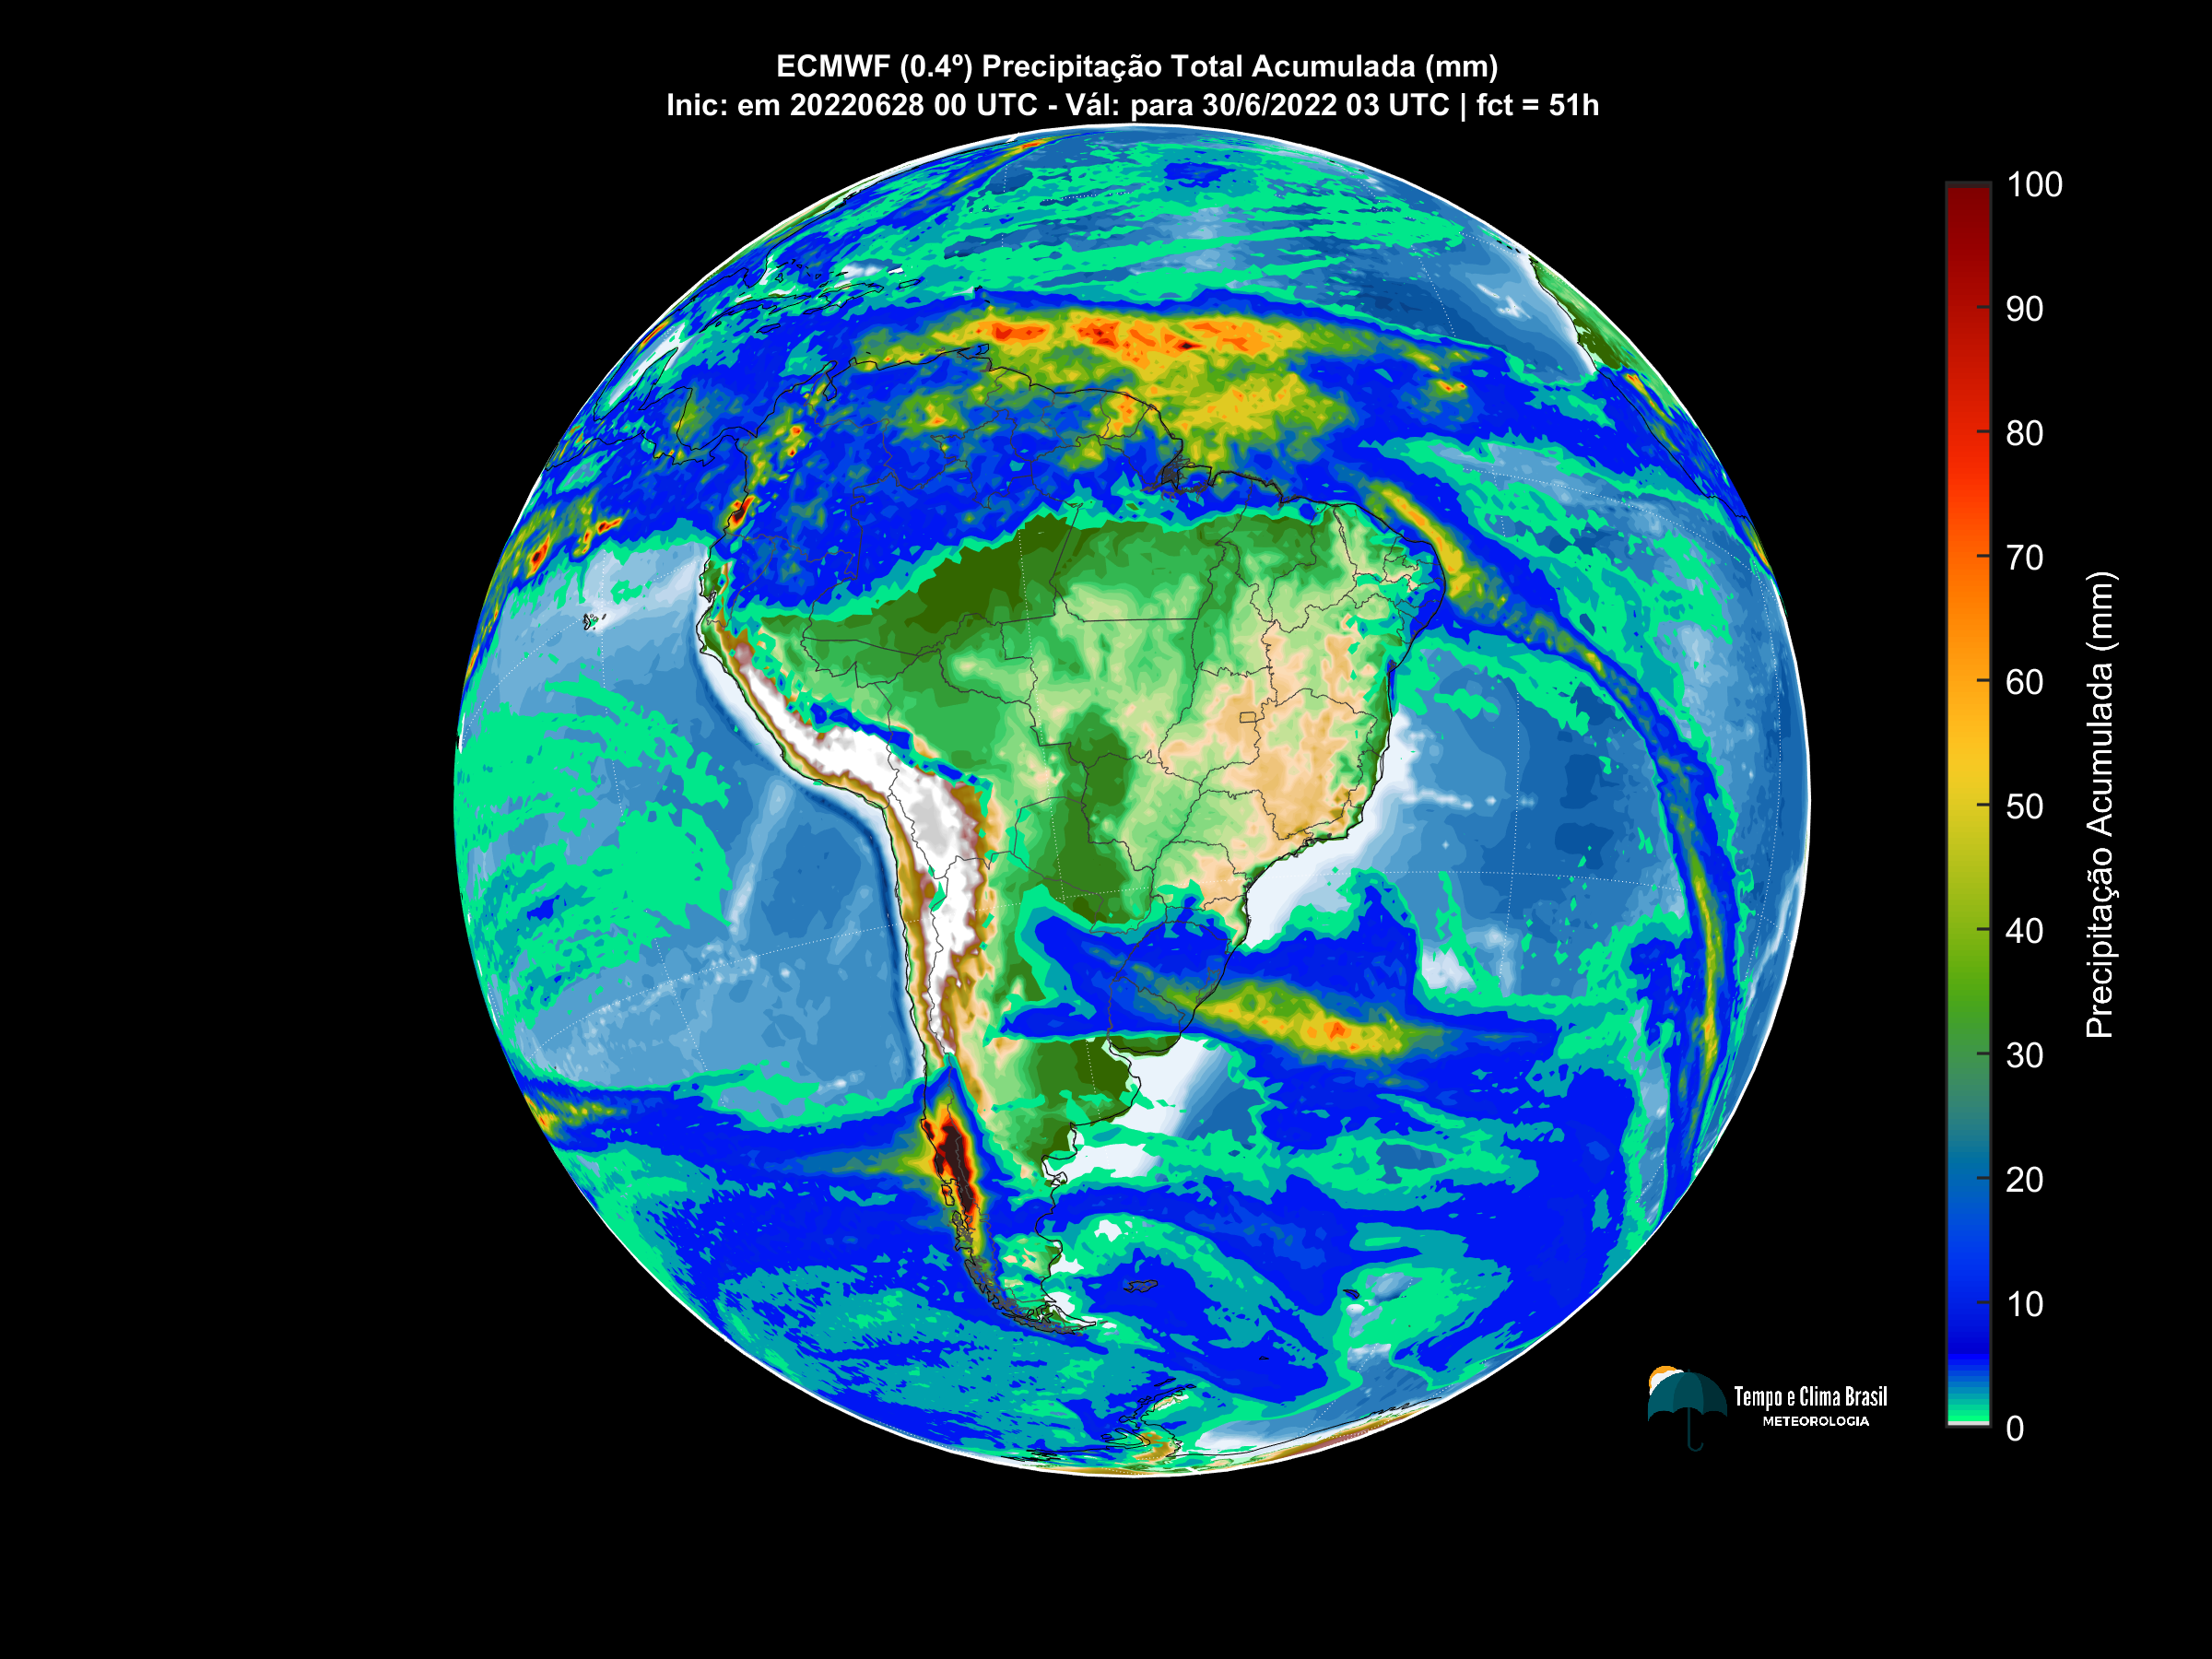 ECMWF (0.4º) Precipitação Total Acumulada (mm)
Inic: em 20220628 00 UTC - Vál: para 30/6/2022 03 UTC | fct = 51h
100
90
80
70
60
50
40
30
20
10
0
Precipitação Acumulada (mm)
Tempo e Clima Brasil
METEOROLOGIA